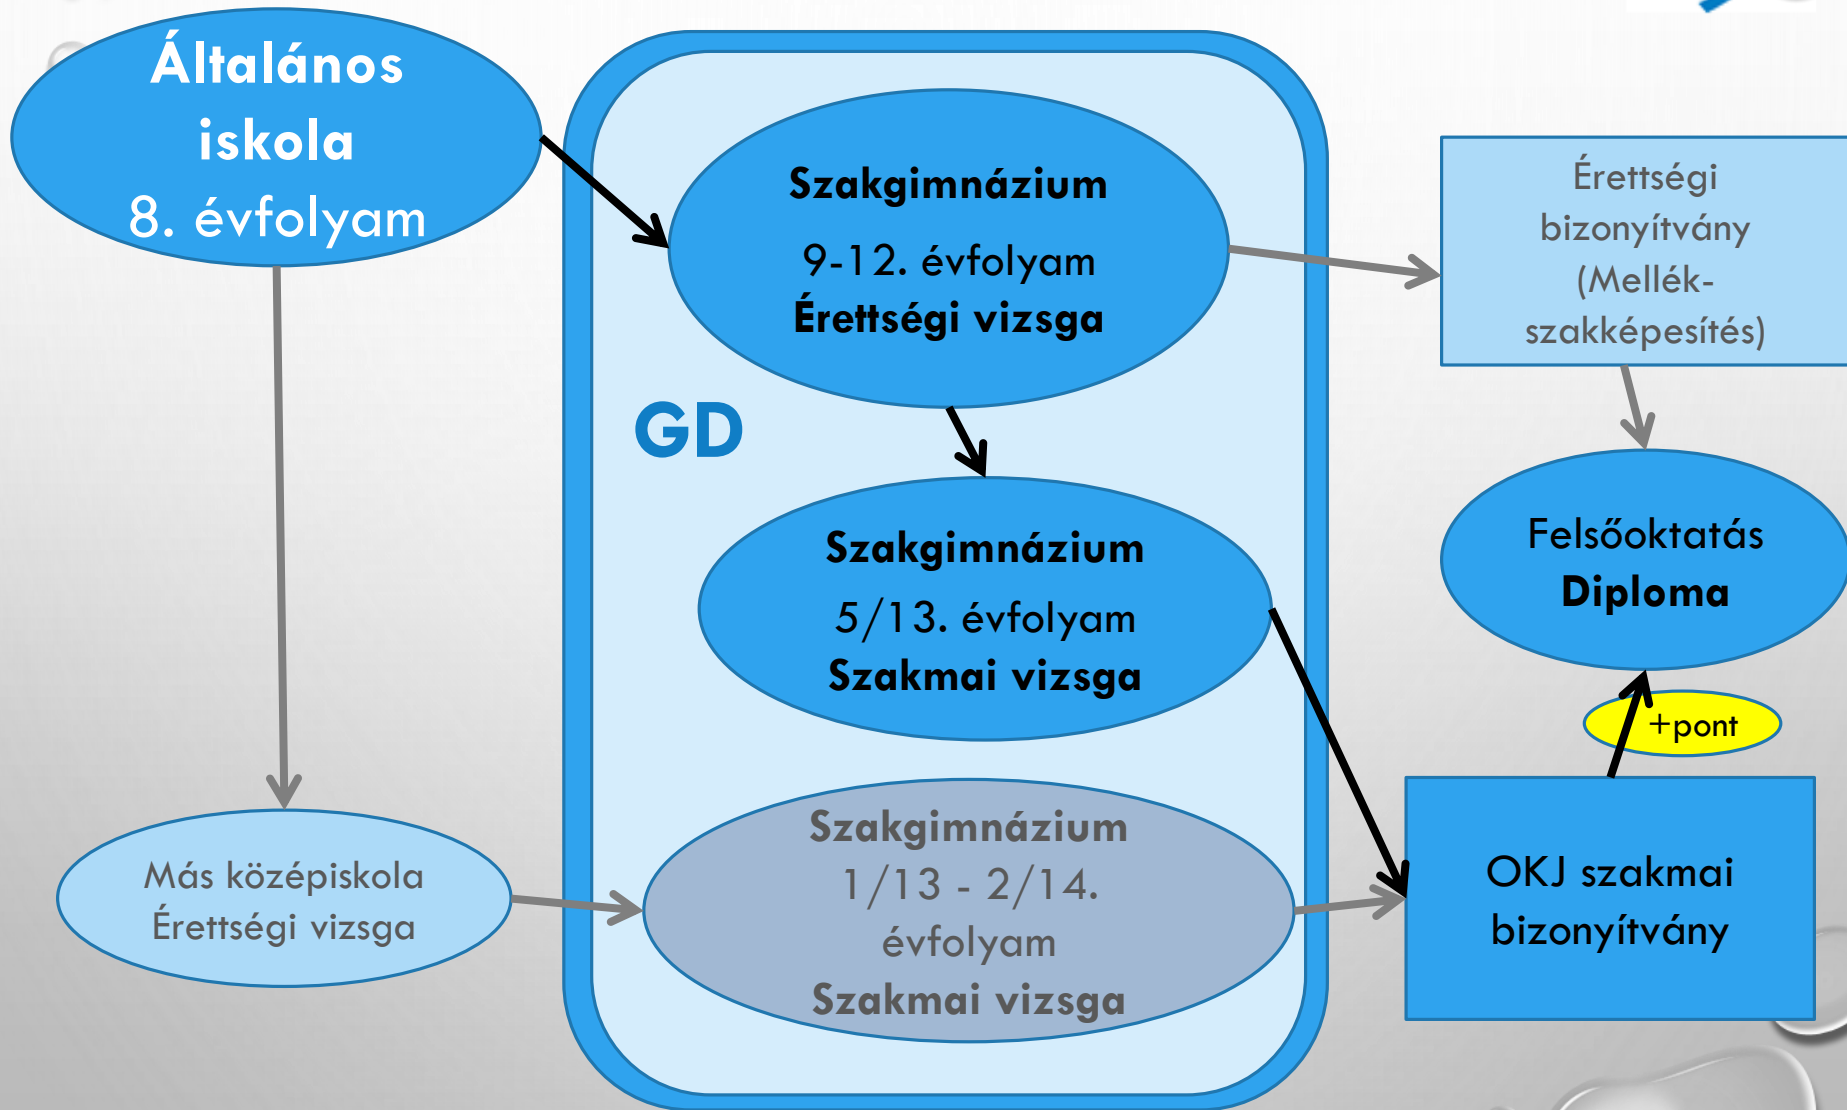 Általános
iskola
8. évfolyam
Szakgimnázium
9-12. évfolyam
Érettségi vizsga
Érettségi
bizonyítvány
(Mellék-
szakképesítés)
GD
Szakgimnázium
5/13. évfolyam
Szakmai vizsga
Felsőoktatás
Diploma
+pont
Más középiskola
Érettségi vizsga
Szakgimnázium
1/13 - 2/14.
évfolyam
Szakmai vizsga
OKJ szakmai
bizonyítvány